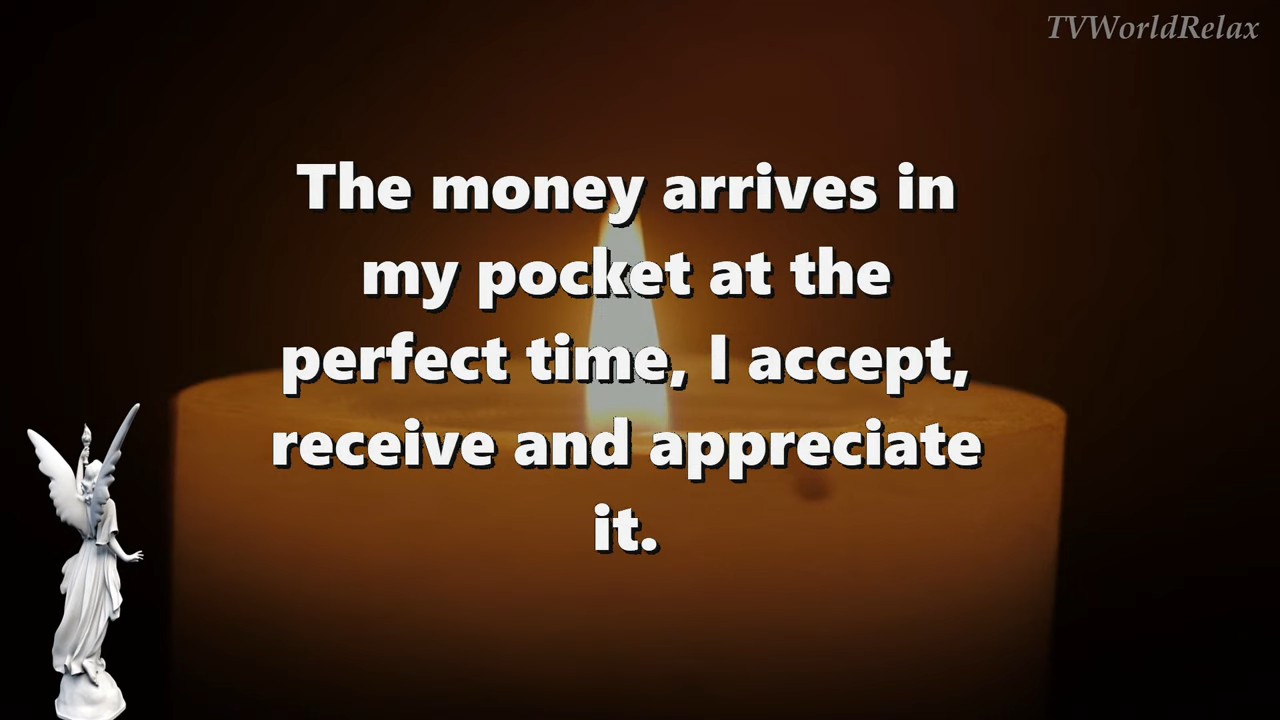 TVWorldRelax
The money arrives in
my pocket at the
perfect time, I accept,
receive and appreciate
it.